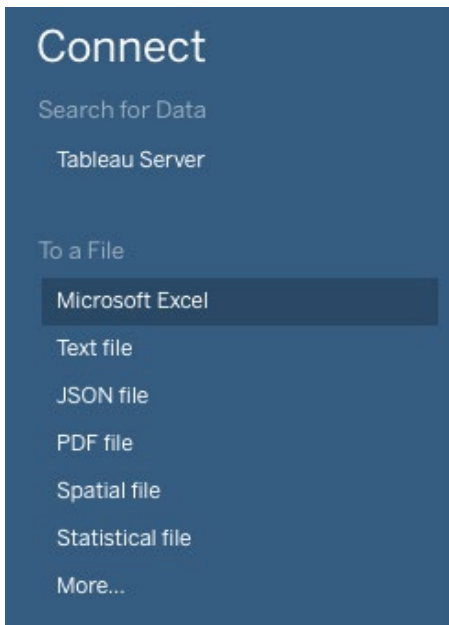 Connect
Search for Data
Tableau Server
To a File
Microsoft Excel
Text file
JSON file
PDF file
Spatial file
Statistical file
More...